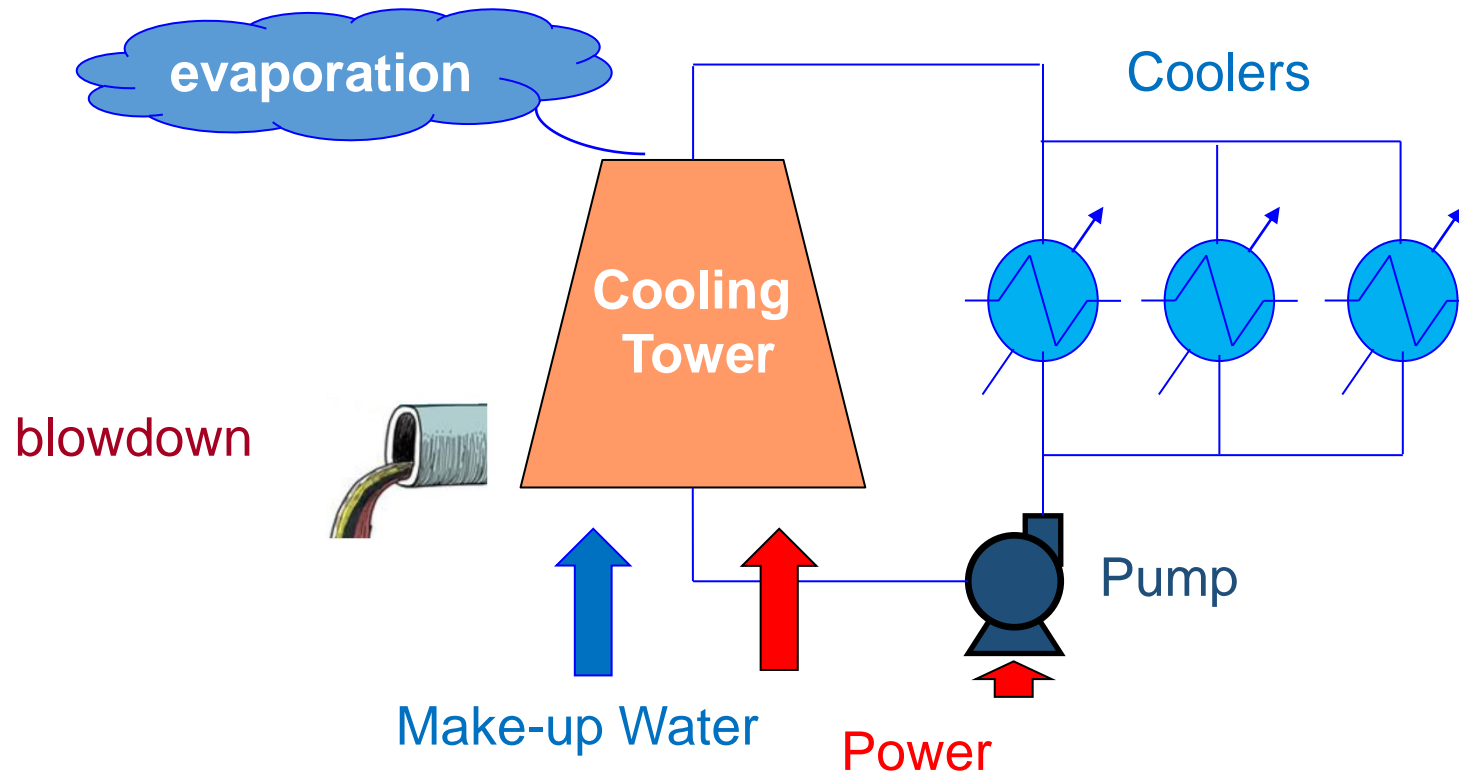 evaporation
Coolers
Cooling
Tower
blowdown
Pump
Make-up Water
Power